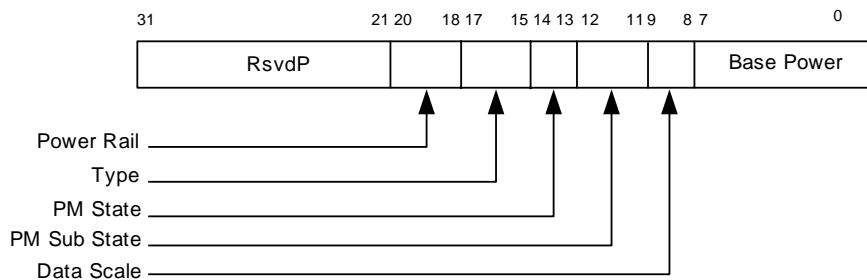 31 21 20 18 17 15 14 13 12 11 9 8 7 0
RsvdP Base Power
Power Rail
Type
PM State
PM Sub State
Data Scale